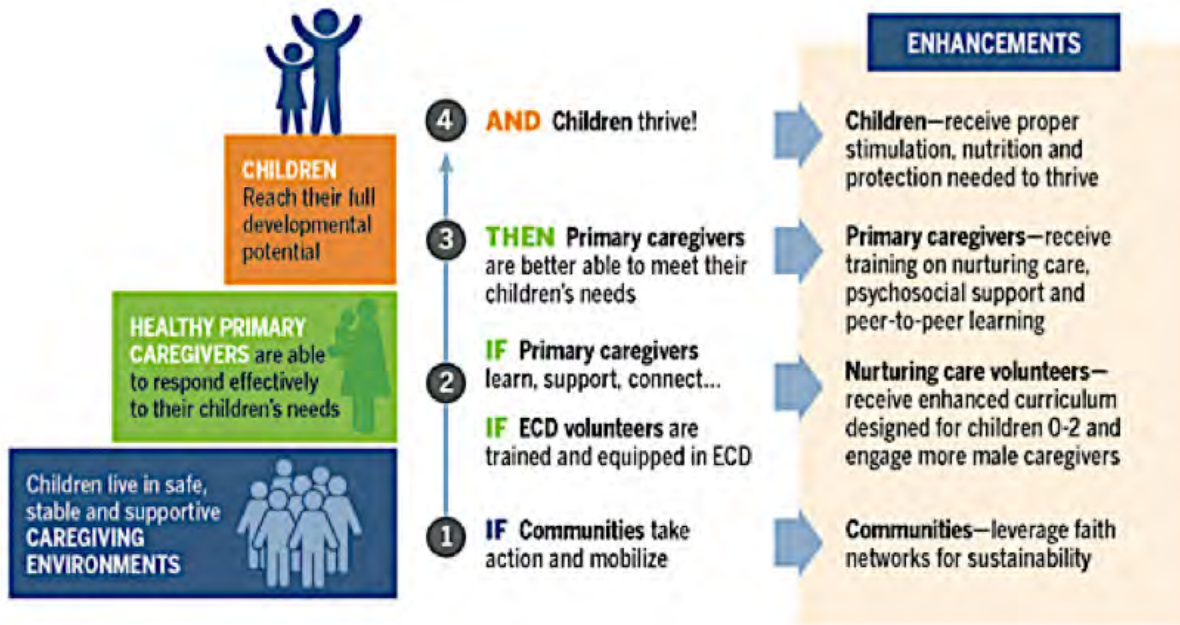 ENHANCEMENTS
CHILDREN
Reach their full
developmental
potential
HEALTHY PRIMARY
CAREGIVERS are able
to respond effectively
to their children's needs
Children live in safe,
stable and supportive
CAREGIVING
ENVIRONMENTS
4
AND Children thrive!
3
THEN Primary caregivers
are better able to meet their
children's needs
2
IF Primary caregivers
learn, support, connect...
IF ECD volunteers are
trained and equipped in ECD
1
IF Communities take
action and mobilize
Children—receive proper
stimulation, nutrition and
protection needed to thrive
Primary caregivers—receive
training on nurturing care,
psychosocial support and
peer-to-peer learning
Nurturing care volunteers—
receive enhanced curriculum
designed for children 0-2 and
engage more male caregivers
Communities—leverage faith
networks for sustainability